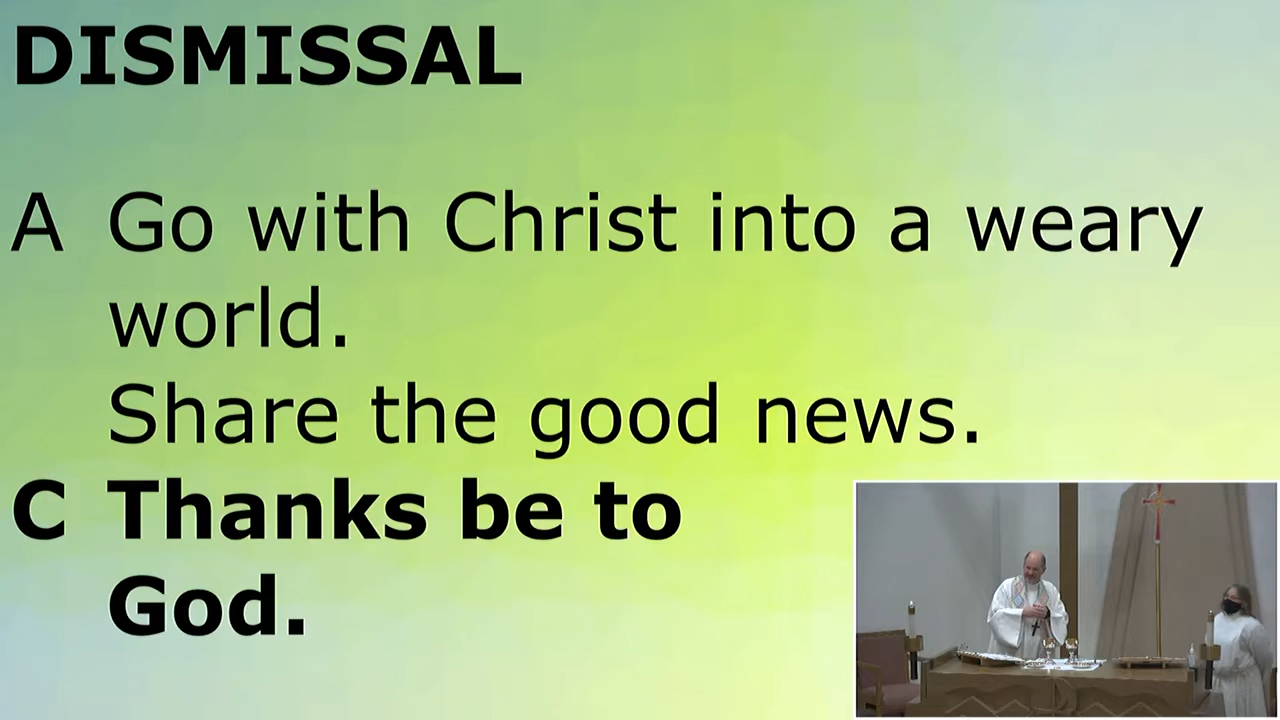 DISMISSAL
A Go with Christ into a weary
world.
Share the good news.
C Thanks be to
God.